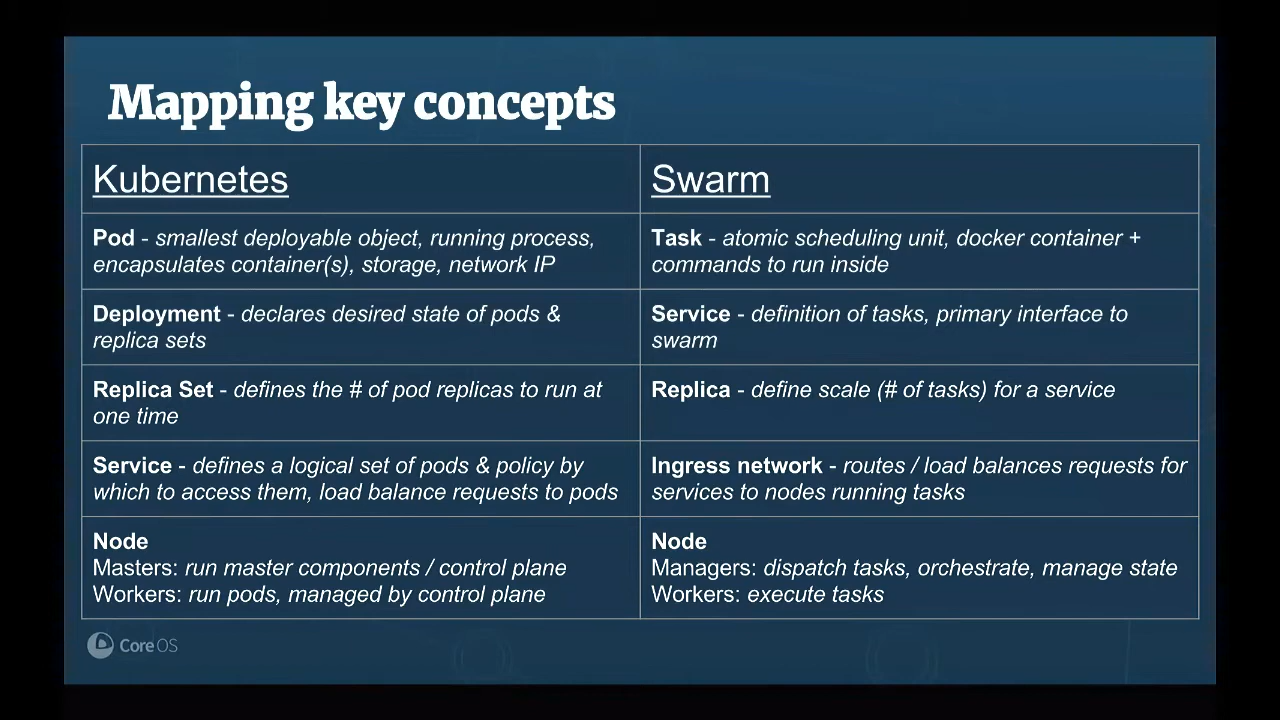 Mapping key concepts
Kubernetes
Swarm
Pod - smallest deployable object, running process,
encapsulates container(s), storage, network IP
Task - atomic scheduling unit, docker container +
commands to run inside
Deployment - declares desired state of pods &
replica sets
Service - definition of tasks, primary interface to
swarm
Replica Set - defines the # of pod replicas to run at
one time
Replica - define scale (# of tasks) for a service
Service - defines a logical set of pods & policy by
which to access them, load balance requests to pods
Ingress network - routes / load balances requests for
services to nodes running tasks
Node
Masters: run master components / control plane
Workers: run pods, managed by control plane
Node
Managers: dispatch tasks, orchestrate, manage state
Workers: execute tasks
CoreOS